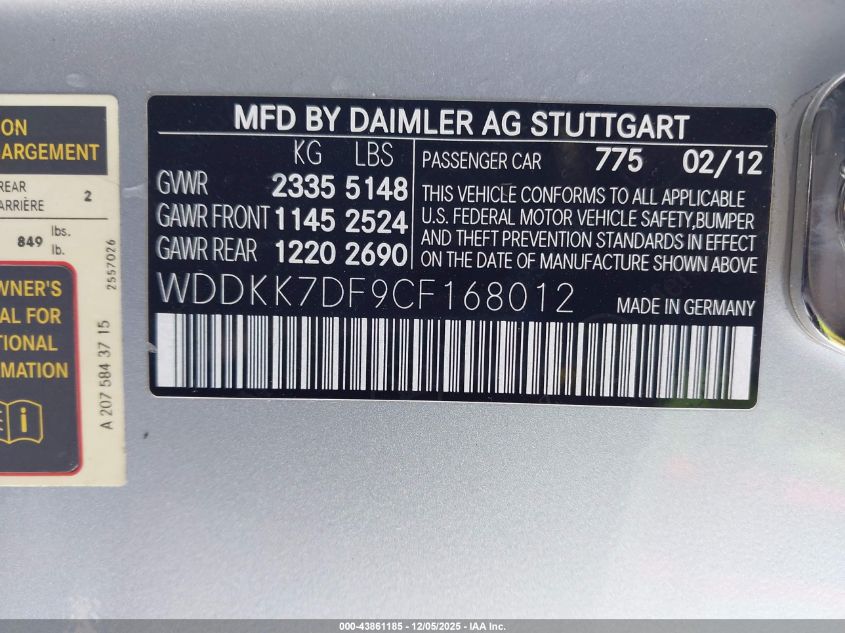 ON
ARGEMENT
REAR
ARRIÈRE
2
849 lbs.
lb.
2557026
WNER'S
AL FOR
TIONAL
RMATION
A 207 584 37 15
MFD BY DAIMLER AG STUTTGART
KG LBS
GVWR 2335 5148
GAWR FRONT 1145 2524
GAWR REAR 1220 2690
PASSENGER CAR 775 02/12
THIS VEHICLE CONFORMS TO ALL APPLICABLE
U.S. FEDERAL MOTOR VEHICLE SAFETY,BUMPER
AND THEFT PREVENTION STANDARDS IN EFFECT
ON THE DATE OF MANUFACTURE SHOWN ABOVE
WDDKK7DF9CF168012
MADE IN GERMANY
000-43861185 - 12/05/2025 - IAA Inc.